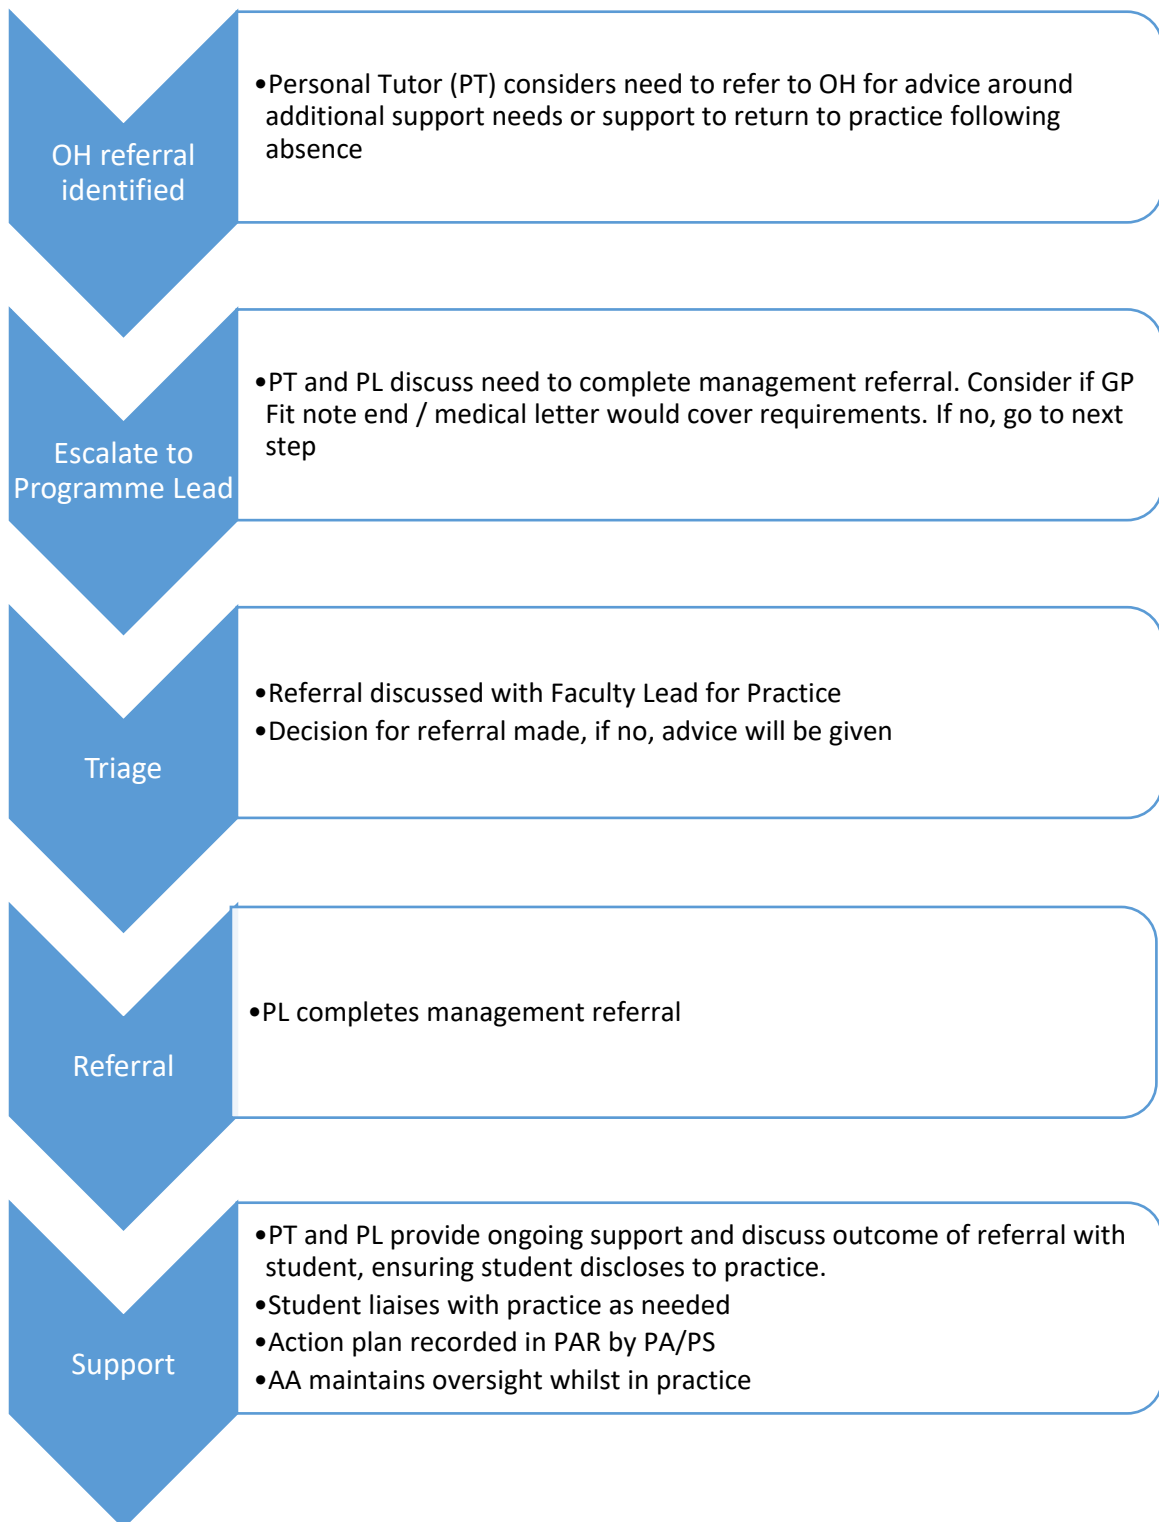 OH referral
identified
•Personal Tutor (PT) considers need to refer to OH for advice around
additional support needs or support to return to practice following
absence
Escalate to
Programme Lead
•PT and PL discuss need to complete management referral. Consider if GP
Fit note end / medical letter would cover requirements. If no, go to next
step
Triage
•Referral discussed with Faculty Lead for Practice
•Decision for referral made, if no, advice will be given
Referral
•PL completes management referral
Support
•PT and PL provide ongoing support and discuss outcome of referral with
student, ensuring student discloses to practice.
•Student liaises with practice as needed
•Action plan recorded in PAR by PA/PS
•AA maintains oversight whilst in practice